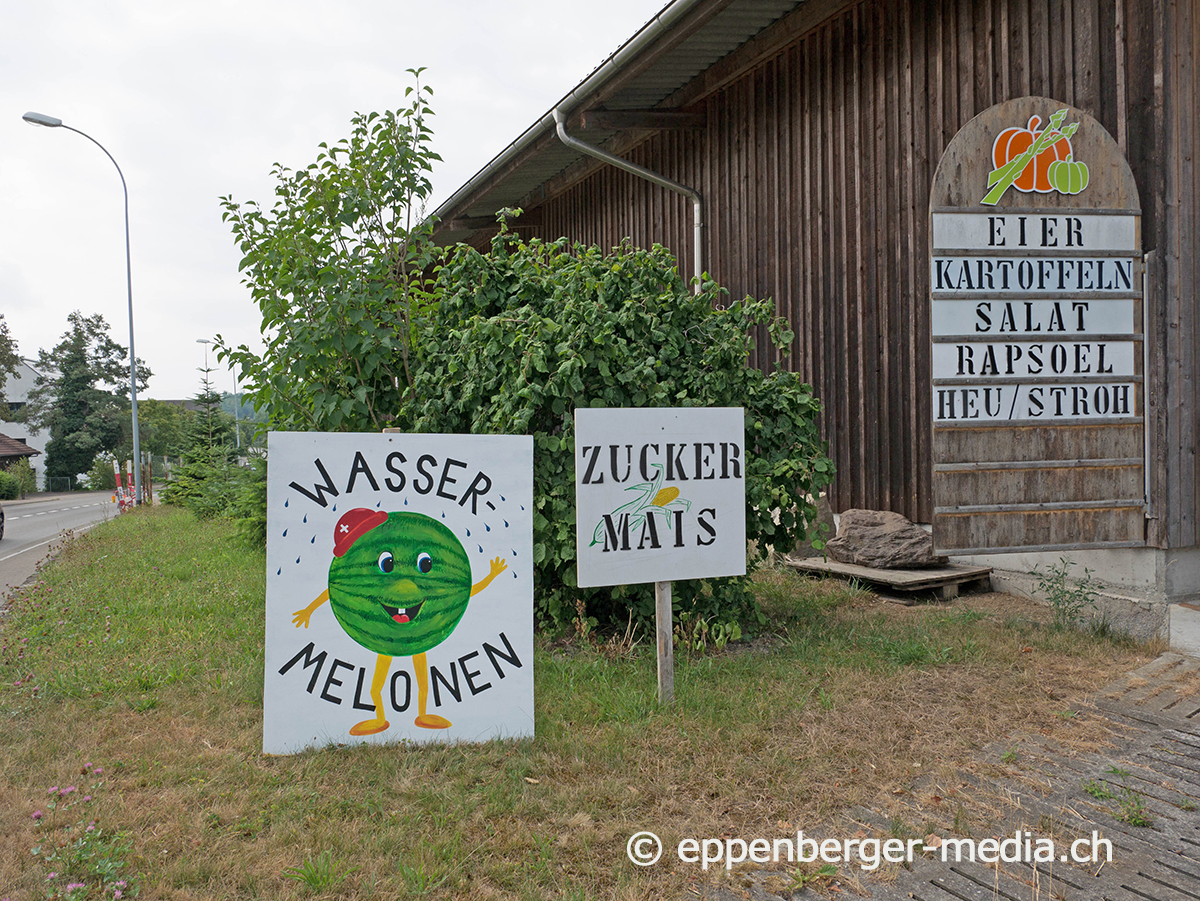 WASSER-
MELONEN
ZUCKER
MAIS
EIER
KARTOFFELN
SALAT
RAPSOEL
HEU/STROH
© eppenberger-media.ch